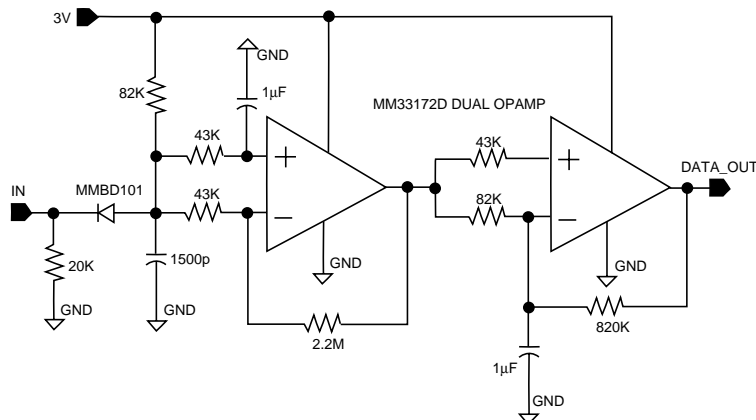 3V
GND
82K
1µF
MM33172D DUAL OPAMP
43K
43K
DATA_OUT
IN
MMBD101
43K
82K
20K
1500p
GND
GND
GND
GND
2.2M
820K
1µF
GND